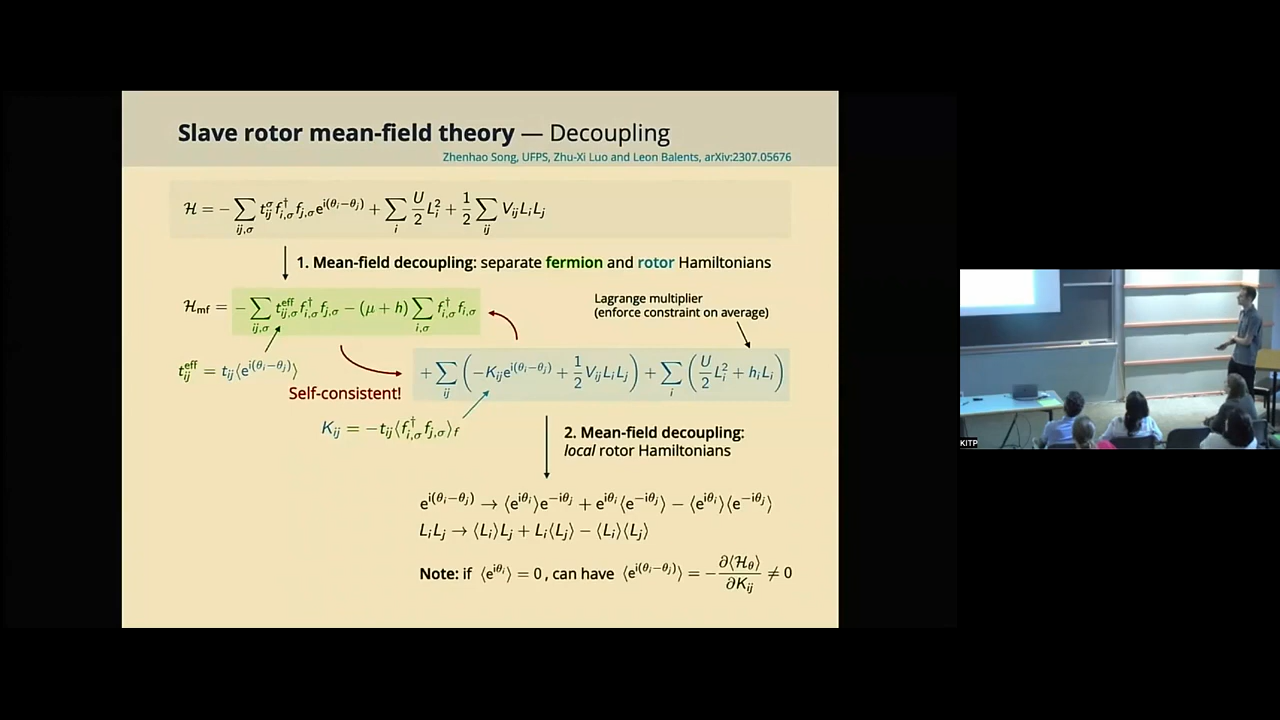 Slave rotor mean-field theory — Decoupling
Zhenhao Song, UFPS, Zhu-Xi Luo and Leon Balents, arXiv:2307.05676
ℋ = −∑_{ij,σ} t^σ_{ij} f†_{i,σ} f_{j,σ} e^{i(θ_i−θ_j)} + ∑_i U/2 L_i² + 1/2 ∑_{ij} V_{ij} L_i L_j
1. Mean-field decoupling: separate fermion and rotor Hamiltonians
ℋ_mf = −∑_{ij,σ} t^eff_{ij,σ} f†_{i,σ} f_{j,σ} − (μ + h) ∑_{i,σ} f†_{i,σ} f_{i,σ}
Lagrange multiplier
(enforce constraint on average)
t^eff_{ij} = t_{ij}⟨e^{i(θ_i−θ_j)}⟩
+ ∑_{ij} (−K_{ij} e^{i(θ_i−θ_j)} + 1/2 V_{ij} L_i L_j) + ∑_i (U/2 L_i² + h_i L_i)
Self-consistent!
K_{ij} = −t_{ij}⟨f†_{i,σ} f_{j,σ}⟩_f
2. Mean-field decoupling:
local rotor Hamiltonians
e^{i(θ_i−θ_j)} → ⟨e^{iθ_i}⟩e^{−iθ_j} + e^{iθ_i}⟨e^{−iθ_j}⟩ − ⟨e^{iθ_i}⟩⟨e^{−iθ_j}⟩
L_i L_j → ⟨L_i⟩L_j + L_i⟨L_j⟩ − ⟨L_i⟩⟨L_j⟩
Note: if ⟨e^{iθ_i}⟩ = 0, can have ⟨e^{i(θ_i−θ_j)}⟩ = −∂⟨ℋ_θ⟩/∂K_{ij} ≠ 0
KITP